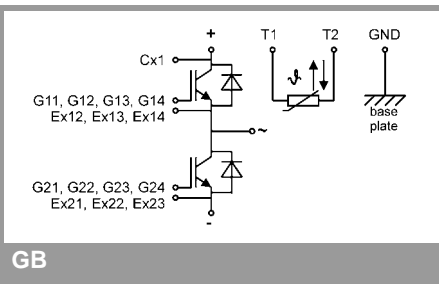 + T1 T2 GND
Cx1
ϑ
G11, G12, G13, G14
Ex12, Ex13, Ex14
base
plate
~
G21, G22, G23, G24
Ex21, Ex22, Ex23
-
GB